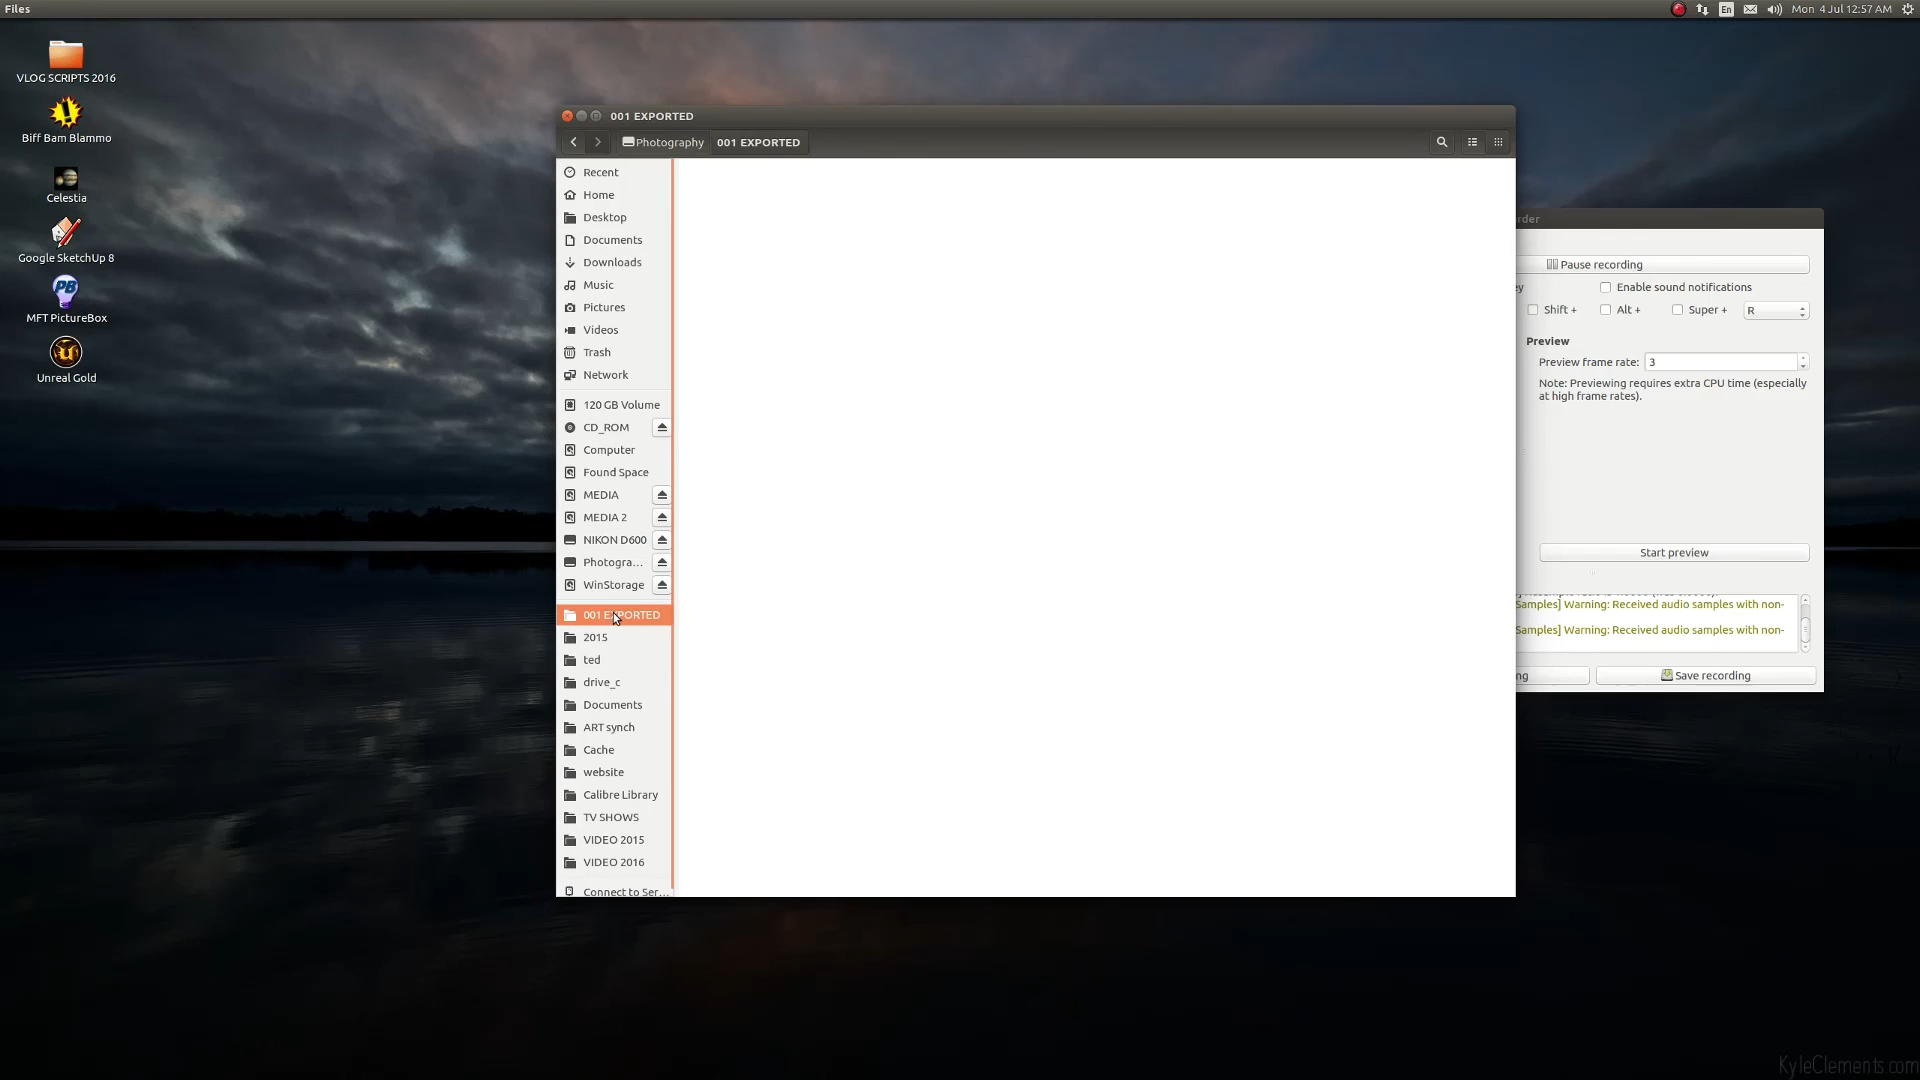 Files
En
Mon 4 Jul 12:57 AM
VLOG SCRIPTS 2016
Biff Bam Blammo
Celestia
Google SketchUp 8
MFT PictureBox
Unreal Gold
001 EXPORTED
Photography
001 EXPORTED
Recent
Home
Desktop
Documents
Downloads
Music
Pictures
Videos
Trash
Network
120 GB Volume
CD_ROM
Computer
Found Space
MEDIA
MEDIA 2
NIKON D600
Photogra...
WinStorage
001 EXPORTED
2015
ted
drive_c
Documents
ART synch
Cache
website
Calibre Library
TV SHOWS
VIDEO 2015
VIDEO 2016
Connect to Ser...
order
Pause recording
ey
Enable sound notifications
Shift +
Alt +
Super +
R
Preview
Preview frame rate:
3
Note: Previewing requires extra CPU time (especially
at high frame rates).
Start preview
Samples] Warning: Received audio samples with non-
Samples] Warning: Received audio samples with non-
ng
Save recording
KyleClements.com